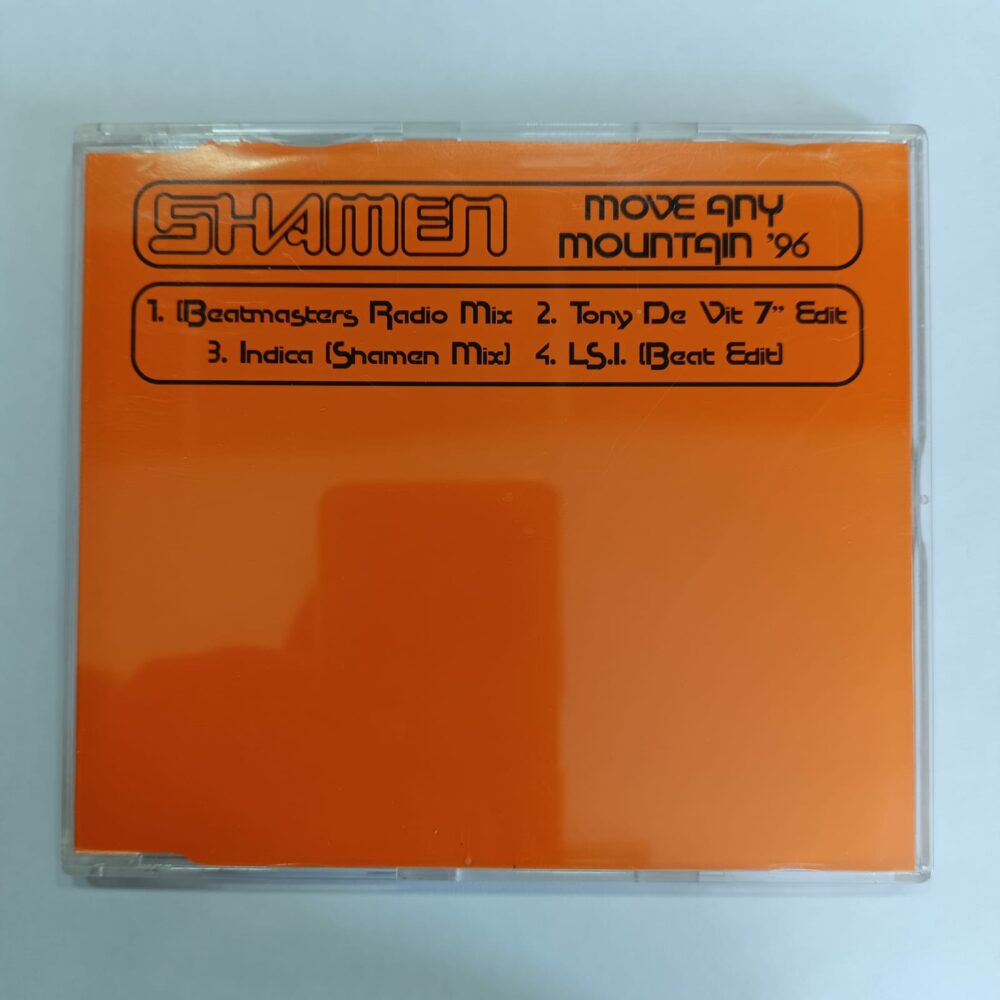 SHAMEN
MOVE ANY
MOUNTAIN '96
1. (Beatmasters Radio Mix 2. Tony De Vit 7" Edit
3. Indica (Shamen Mix) 4. L.S.I. (Beat Edit)